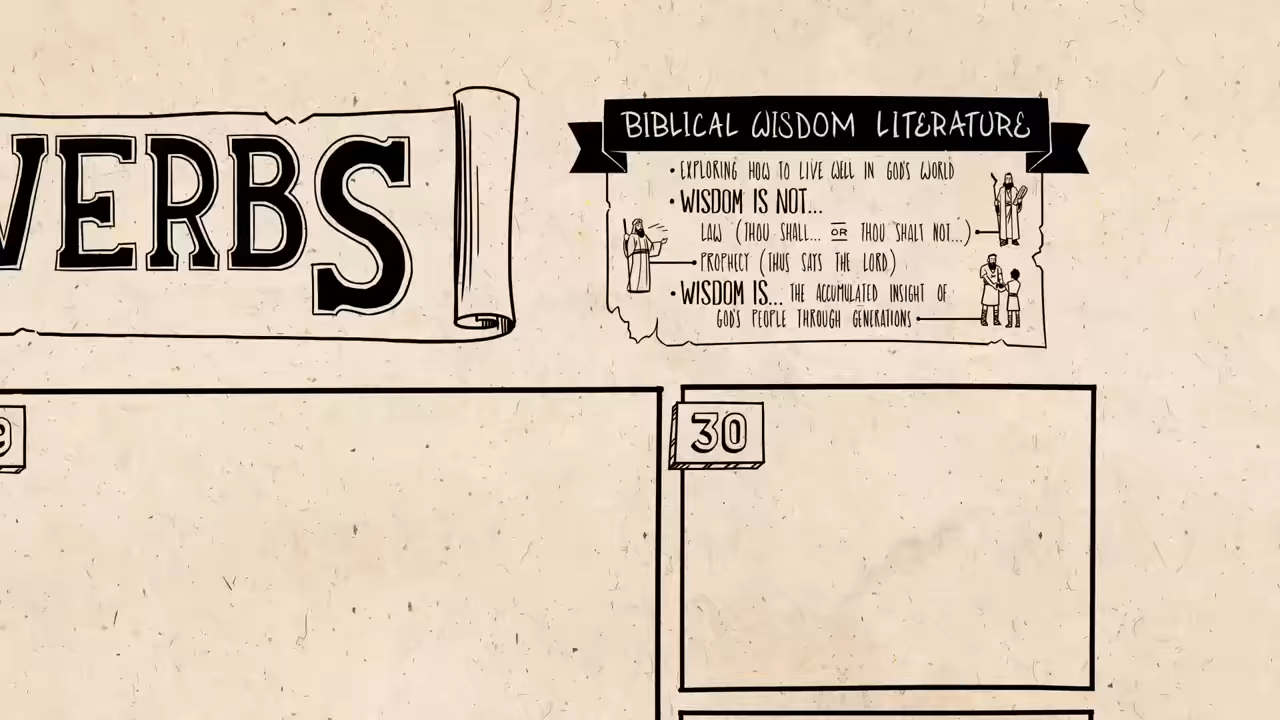 VERBS
BIBLICAL WISDOM LITERATURE
• EXPLORING HOW TO LIVE WELL IN GOD'S WORLD
• WISDOM IS NOT...
LAW (THOU SHALL... OR THOU SHALT NOT...)
PROPHECY (THUS SAYS THE LORD)
• WISDOM IS... THE ACCUMULATED INSIGHT OF
GOD'S PEOPLE THROUGH GENERATIONS
9
30